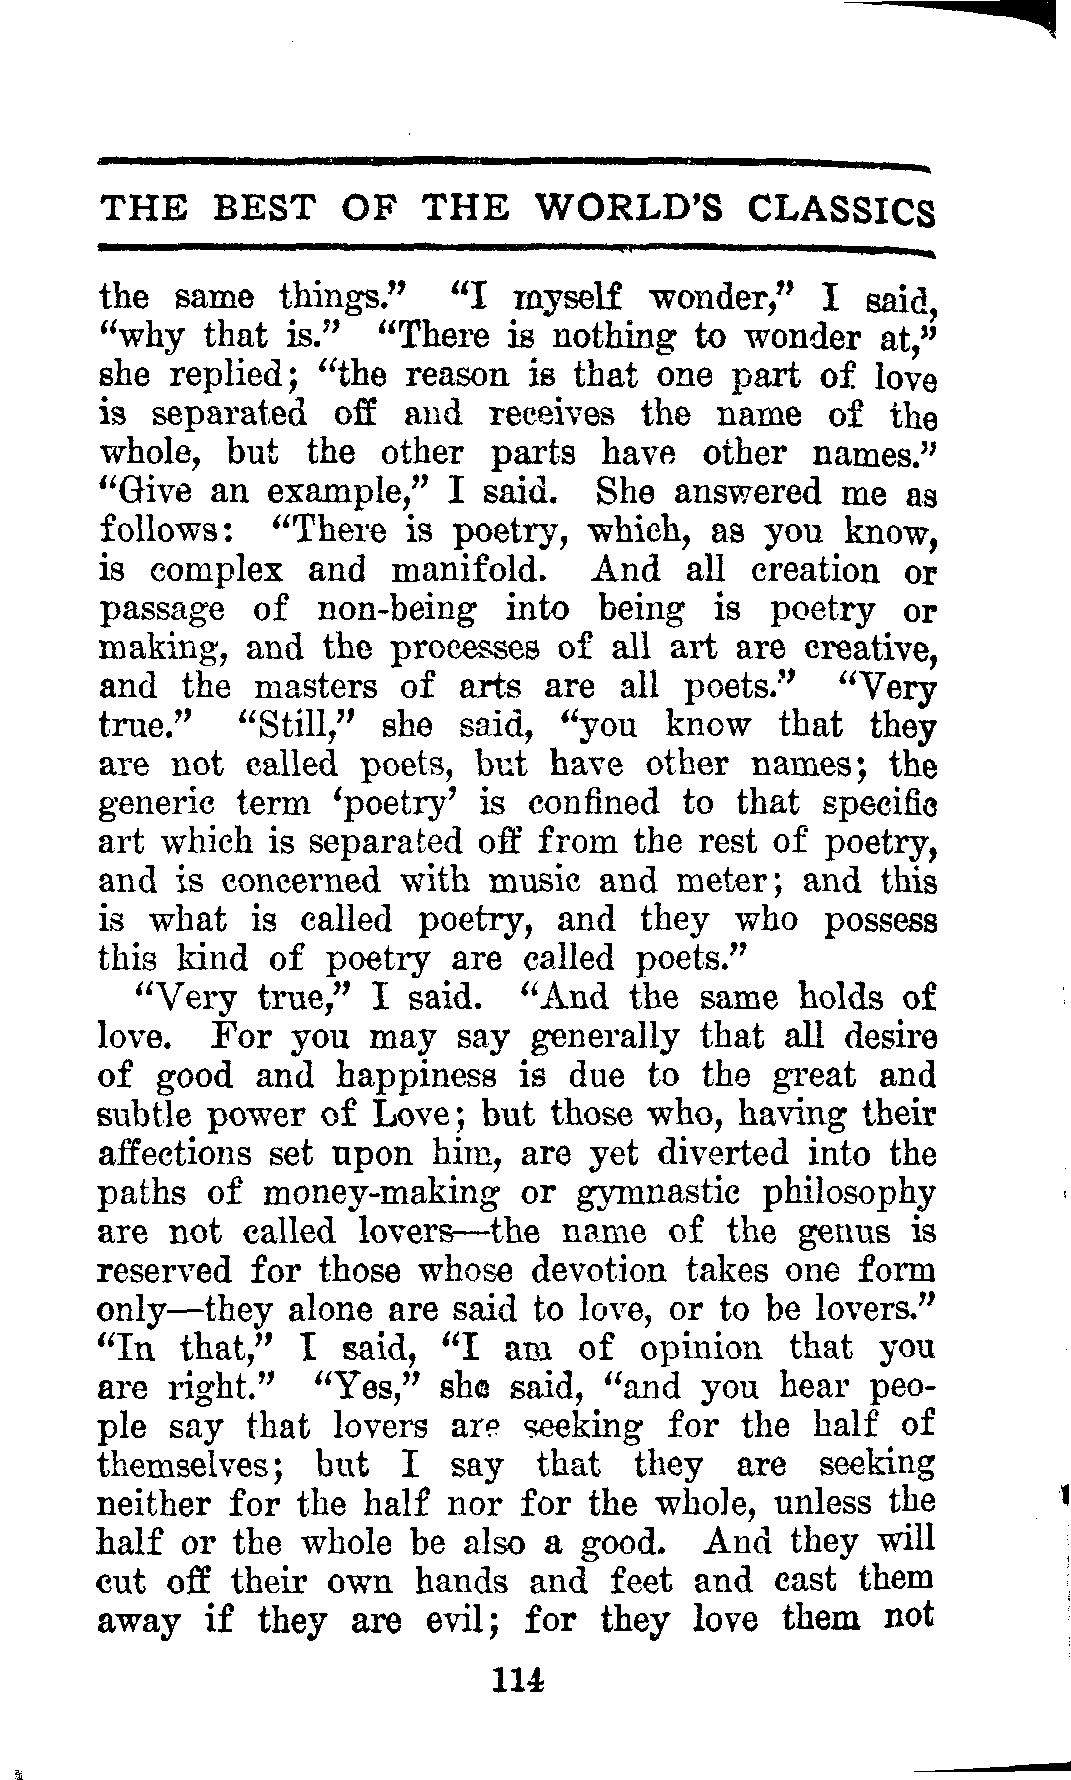 THE BEST OF THE WORLD'S CLASSICS
the same things." "I myself wonder," I said,
"why that is." "There is nothing to wonder at,"
she replied; "the reason is that one part of love
is separated off and receives the name of the
whole, but the other parts have other names."
"Give an example," I said. She answered me as
follows: "There is poetry, which, as you know,
is complex and manifold. And all creation or
passage of non-being into being is poetry or
making, and the processes of all art are creative,
and the masters of arts are all poets." "Very
true." "Still," she said, "you know that they
are not called poets, but have other names; the
generic term 'poetry' is confined to that specific
art which is separated off from the rest of poetry,
and is concerned with music and meter; and this
is what is called poetry, and they who possess
this kind of poetry are called poets."
"Very true," I said. "And the same holds of
love. For you may say generally that all desire
of good and happiness is due to the great and
subtle power of Love; but those who, having their
affections set upon him, are yet diverted into the
paths of money-making or gymnastic philosophy
are not called lovers—the name of the genus is
reserved for those whose devotion takes one form
only—they alone are said to love, or to be lovers."
"In that," I said, "I am of opinion that you
are right." "Yes," she said, "and you hear peo-
ple say that lovers are seeking for the half of
themselves; but I say that they are seeking
neither for the half nor for the whole, unless the
half or the whole be also a good. And they will
cut off their own hands and feet and cast them
away if they are evil; for they love them not
114